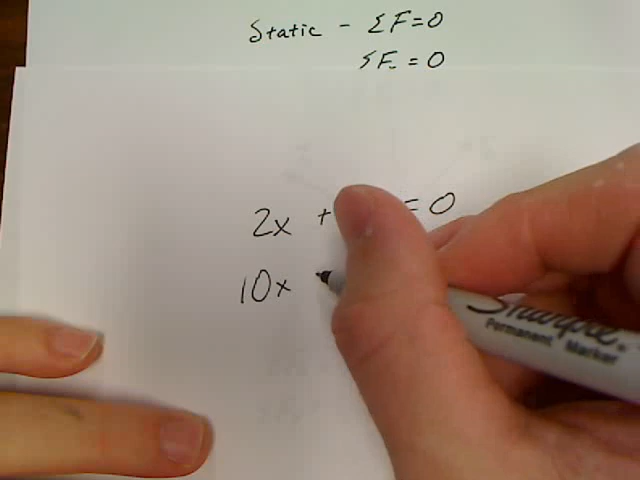 Static - ΣF=0
ΣF = 0
2x + = 0
10x
Sharpie
Permanent Marker